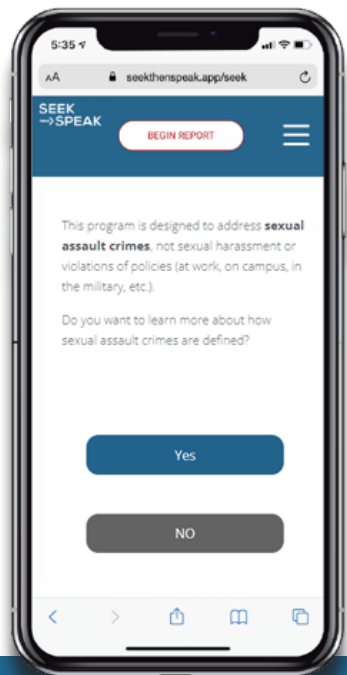 5:35
AA seekthenspeak.app/seek
SEEK
SPEAK
BEGIN REPORT
This program is designed to address sexual
assault crimes, not sexual harassment or
violations of policies (at work, on campus, in
the military, etc.).
Do you want to learn more about how
sexual assault crimes are defined?
Yes
NO